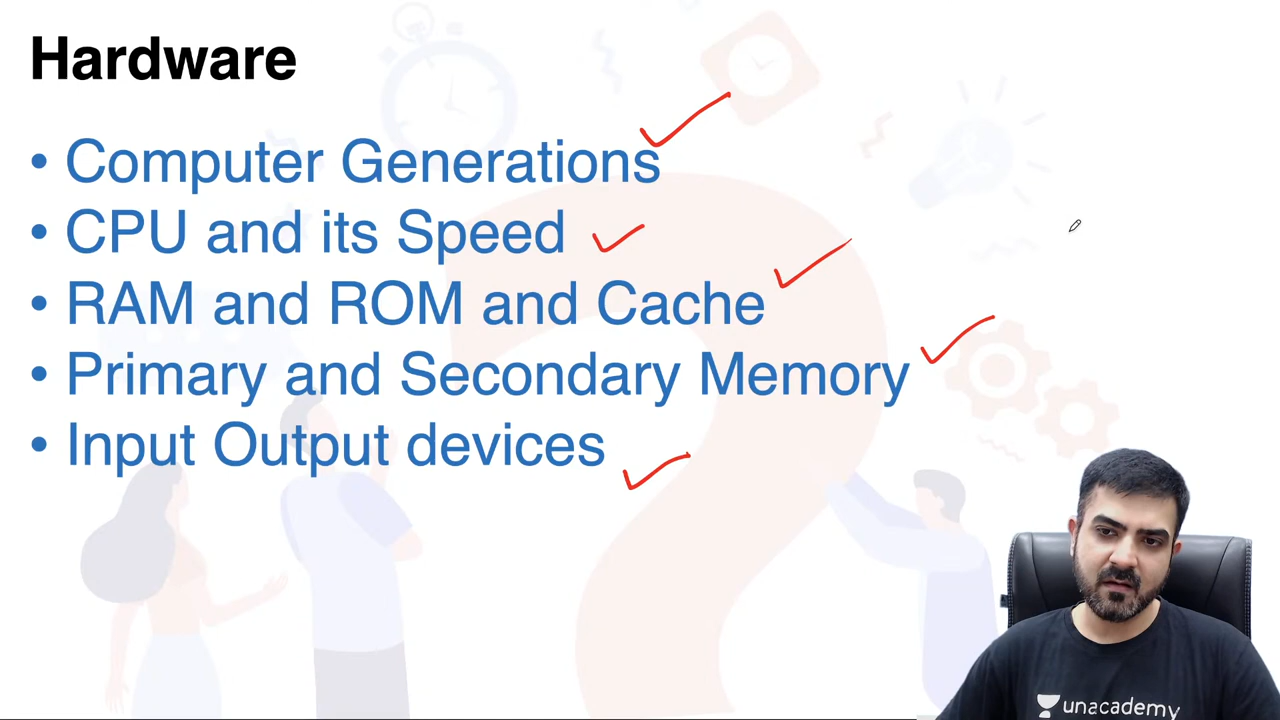 Hardware
• Computer Generations
• CPU and its Speed
• RAM and ROM and Cache
• Primary and Secondary Memory
• Input Output devices
unacademy